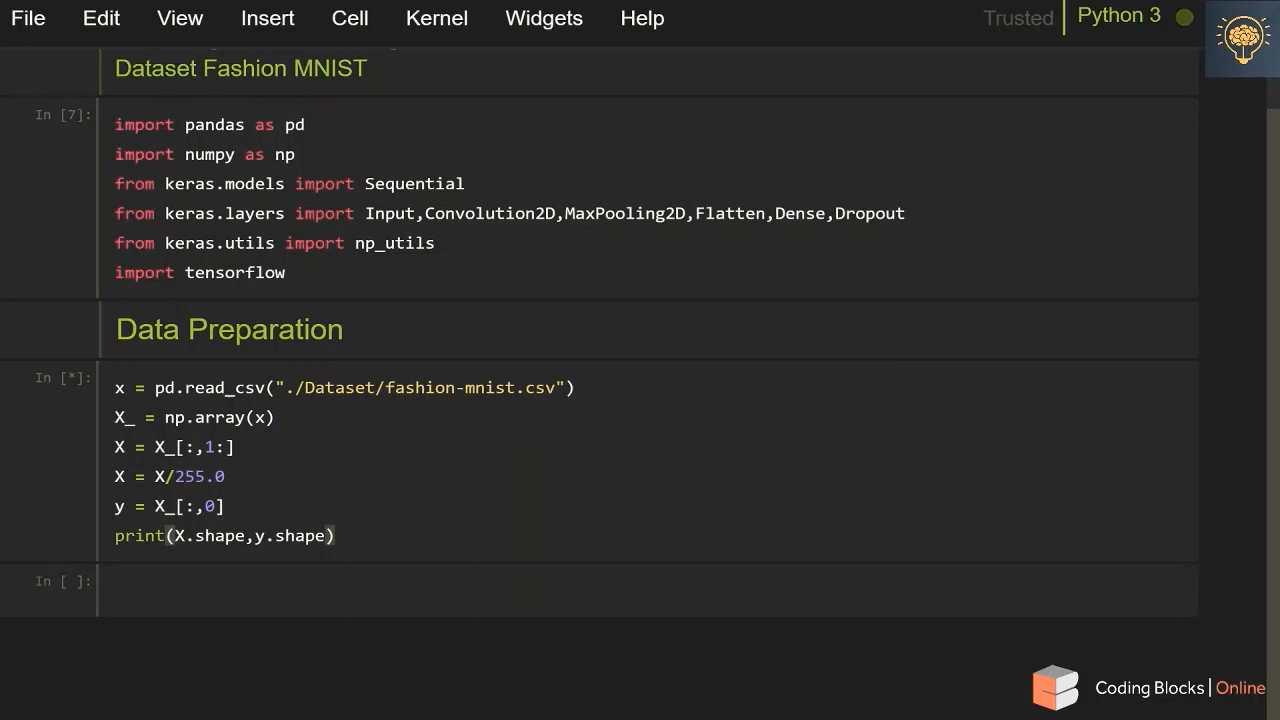 File Edit View Insert Cell Kernel Widgets Help Trusted Python 3
Dataset Fashion MNIST
In [7]:
import pandas as pd
import numpy as np
from keras.models import Sequential
from keras.layers import Input,Convolution2D,MaxPooling2D,Flatten,Dense,Dropout
from keras.utils import np_utils
import tensorflow
Data Preparation
In [*]:
x = pd.read_csv("./Dataset/fashion-mnist.csv")
X_ = np.array(x)
X = X_[:,1:]
X = X/255.0
y = X_[:,0]
print(X.shape,y.shape)
In [ ]:
Coding Blocks | Online